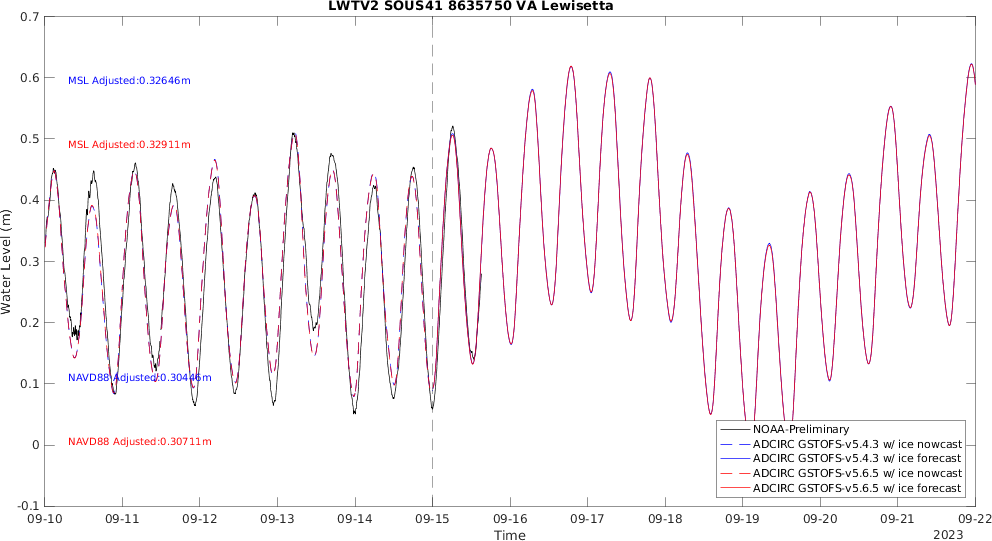 LWTV2 SOUS41 8635750 VA Lewisetta
0.7
0.6
0.5
0.4
0.3
0.2
0.1
0
-0.1
Water Level (m)
MSL Adjusted:0.32646m
MSL Adjusted:0.32911m
NAVD88 Adjusted:0.30446m
NAVD88 Adjusted:0.30711m
NOAA-Preliminary
ADCIRC GSTOFS-v5.4.3 w/ ice nowcast
ADCIRC GSTOFS-v5.4.3 w/ ice forecast
ADCIRC GSTOFS-v5.6.5 w/ ice nowcast
ADCIRC GSTOFS-v5.6.5 w/ ice forecast
09-10 09-11 09-12 09-13 09-14 09-15 09-16 09-17 09-18 09-19 09-20 09-21 09-22
Time
2023